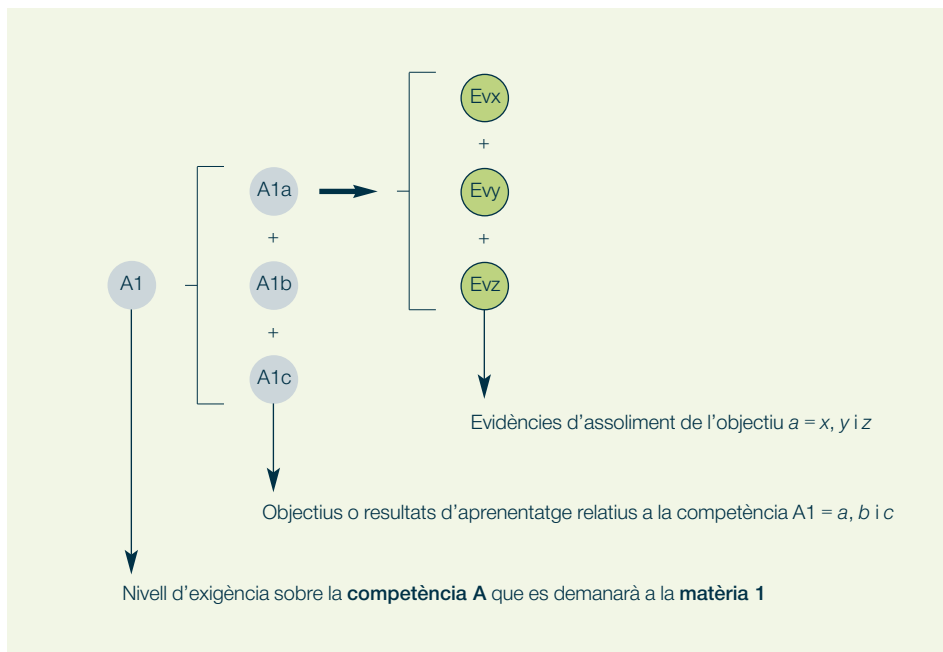 Evx
+
A1a
Evy
+
+
A1
A1b
Evz
+
A1c
Evidències d’assoliment de l’objectiu a = x, y i z
Objectius o resultats d’aprenentatge relatius a la competència A1 = a, b i c
Nivell d’exigència sobre la competència A que es demanarà a la matèria 1